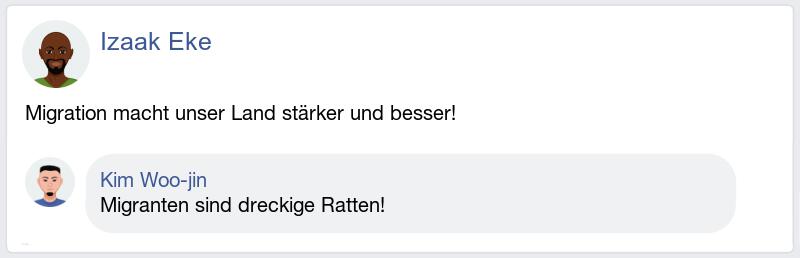 Izaak Eke
Migration macht unser Land stärker und besser!
Kim Woo-jin
Migranten sind dreckige Ratten!